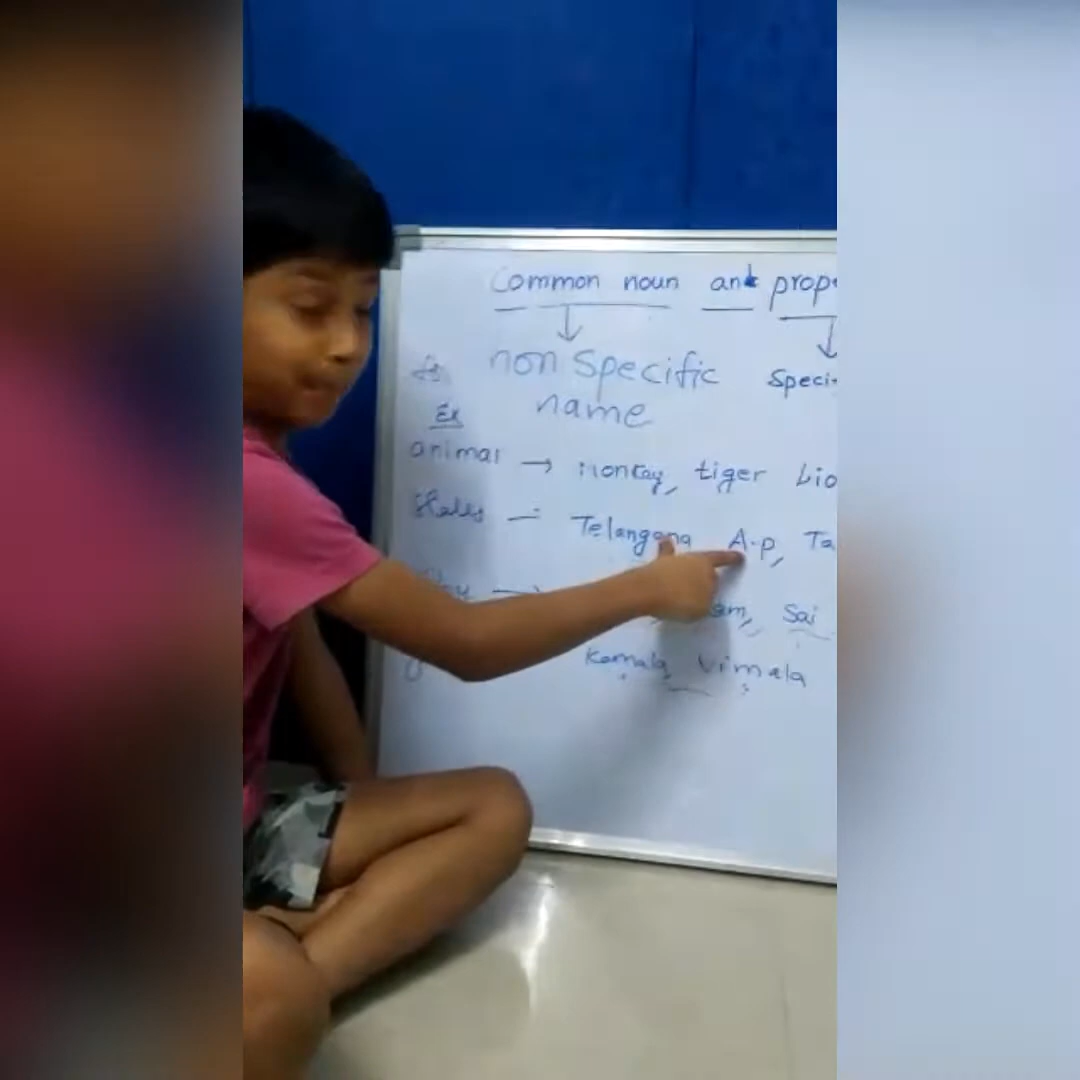 Common noun and prope
non Specific Speci
Ex name
animal → Monkey, tiger Lio
States — Telangana A.p, Ta
→ am, Sai
Kamala Vimala